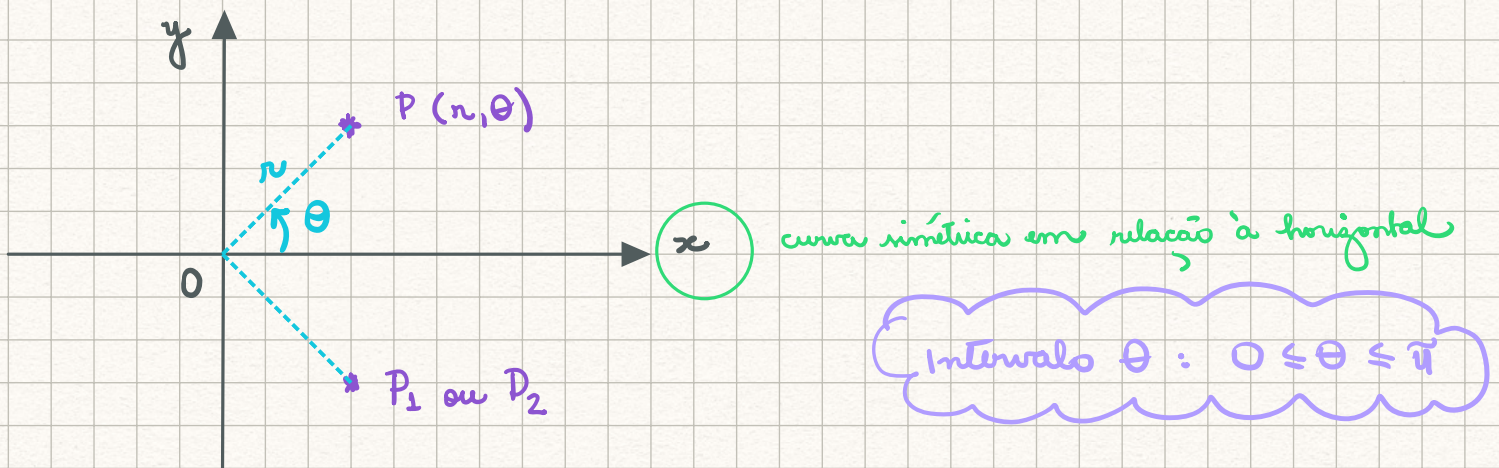 y
P (r,θ)
r
θ
x curva simétrica em relação à horizontal
0
Intervalo θ : 0 ≤ θ ≤ π
P₁ ou P₂